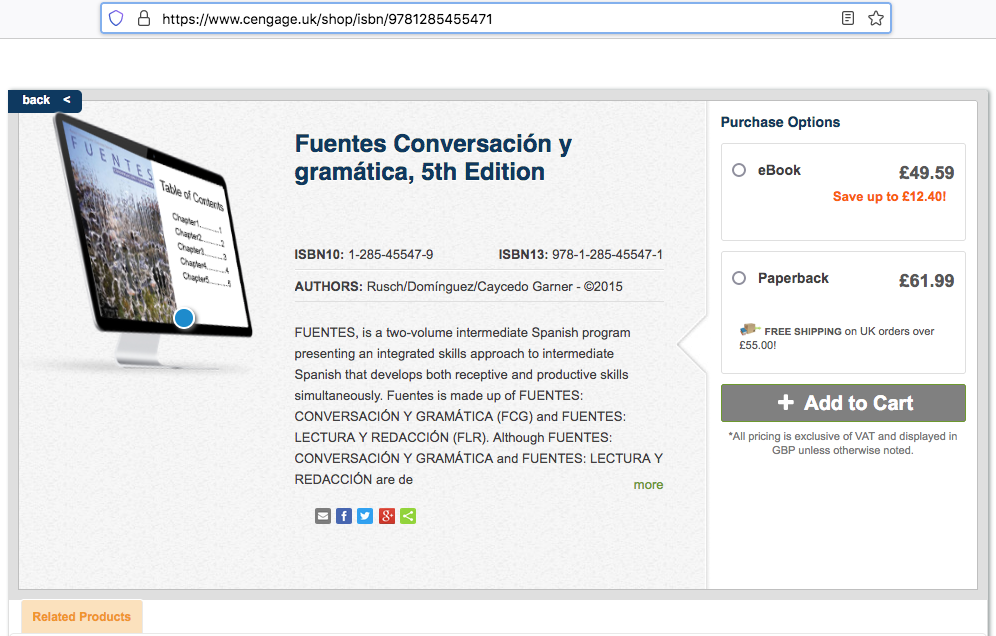 https://www.cengage.uk/shop/isbn/9781285455471
back <
FUENTES
Table of Contents
Chapter1..........1
Chapter2..........2
Chapter3..........3
Chapter4..........4
Chapter5..........5
Fuentes Conversación y
gramática, 5th Edition
ISBN10: 1-285-45547-9 ISBN13: 978-1-285-45547-1
AUTHORS: Rusch/Domínguez/Caycedo Garner - ©2015
FUENTES, is a two-volume intermediate Spanish program
presenting an integrated skills approach to intermediate
Spanish that develops both receptive and productive skills
simultaneously. Fuentes is made up of FUENTES:
CONVERSACIÓN Y GRAMÁTICA (FCG) and FUENTES:
LECTURA Y REDACCIÓN (FLR). Although FUENTES:
CONVERSACIÓN Y GRAMÁTICA and FUENTES: LECTURA Y
REDACCIÓN are de
more
Purchase Options
eBook £49.59
Save up to £12.40!
Paperback £61.99
FREE SHIPPING on UK orders over
£55.00!
+ Add to Cart
*All pricing is exclusive of VAT and displayed in
GBP unless otherwise noted.
Related Products